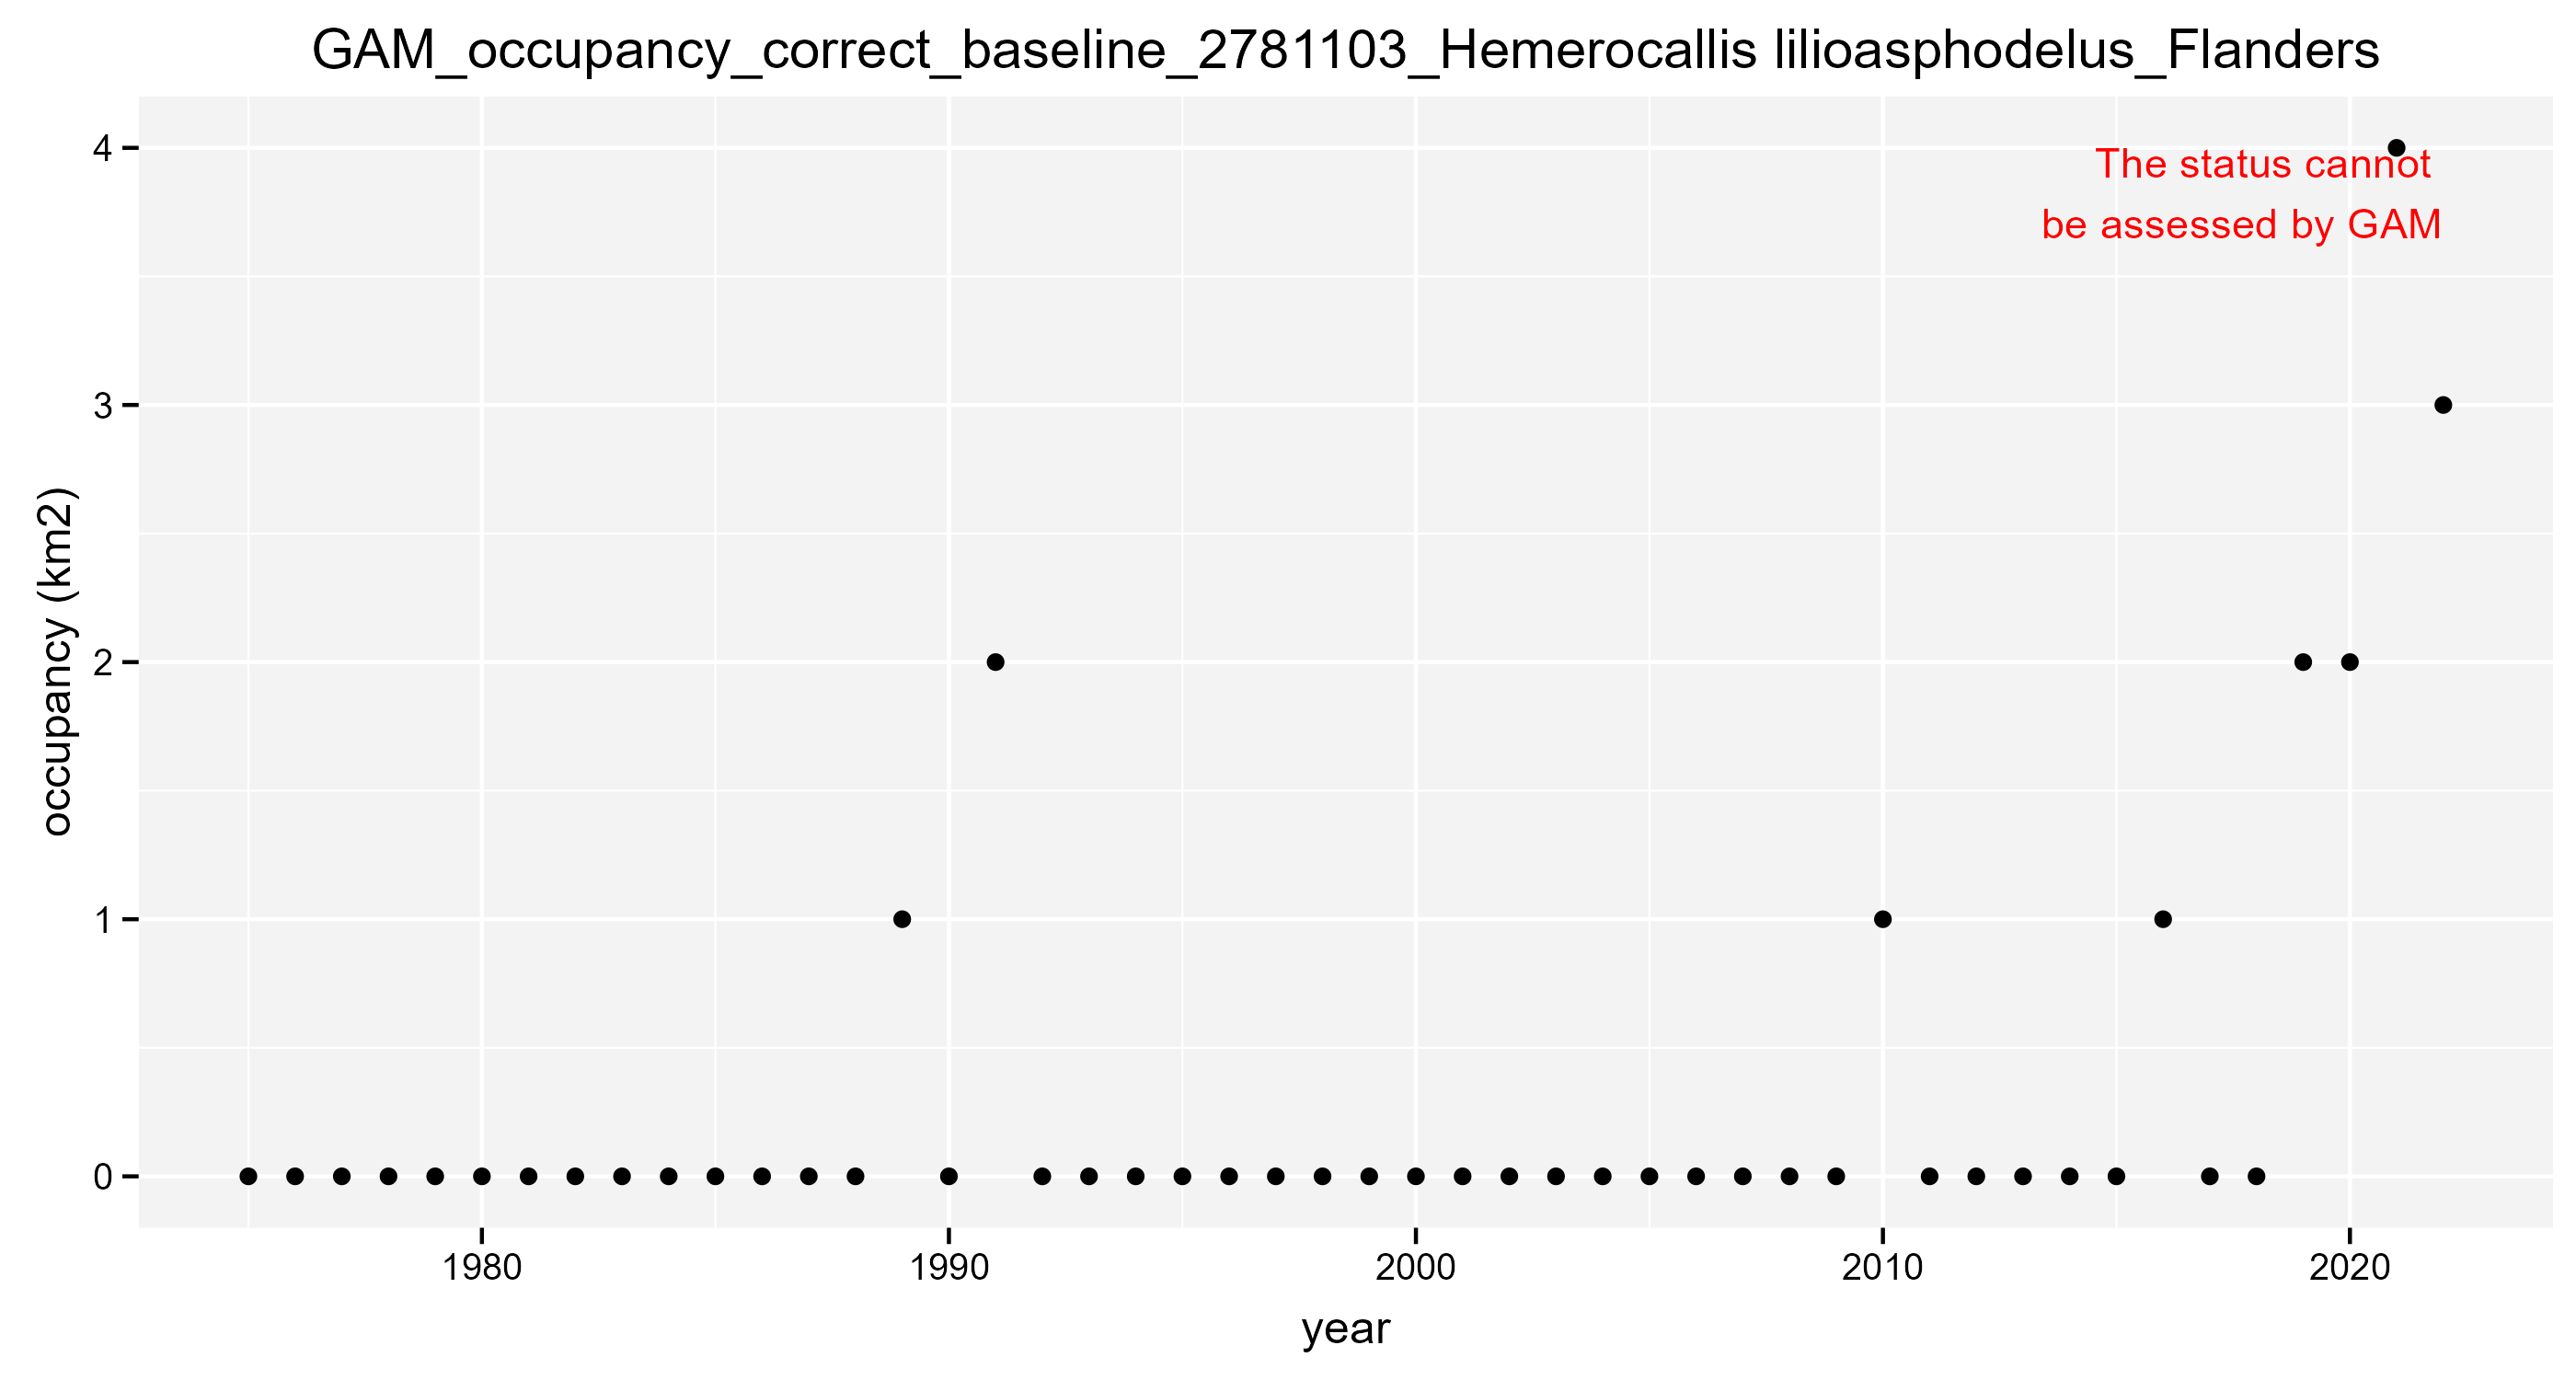 GAM_occupancy_correct_baseline_2781103_Hemerocallis lilioasphodelus_Flanders
The status cannot
be assessed by GAM
occupancy (km2)
4
3
2
1
0
1980 1990 2000 2010 2020
year